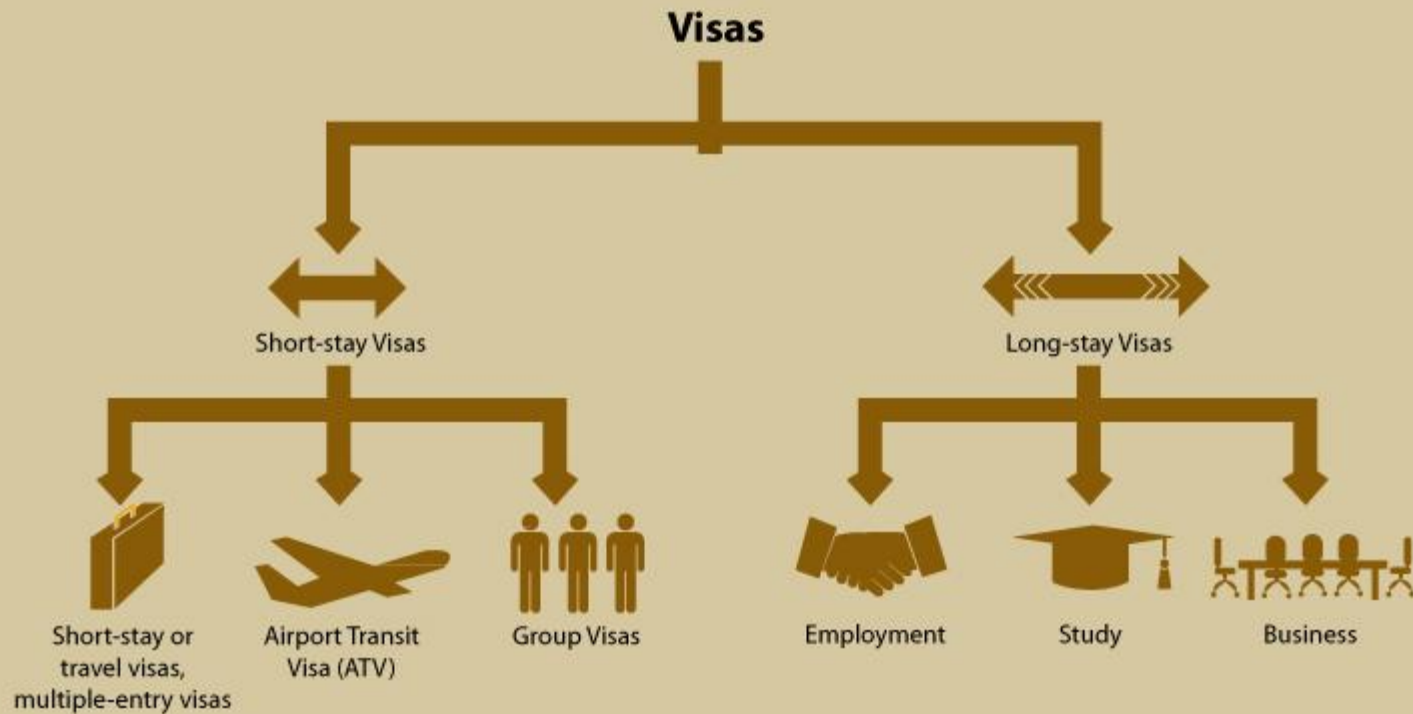 Visas
Short-stay Visas
Long-stay Visas
Short-stay or
travel visas,
multiple-entry visas
Airport Transit
Visa (ATV)
Group Visas
Employment
Study
Business